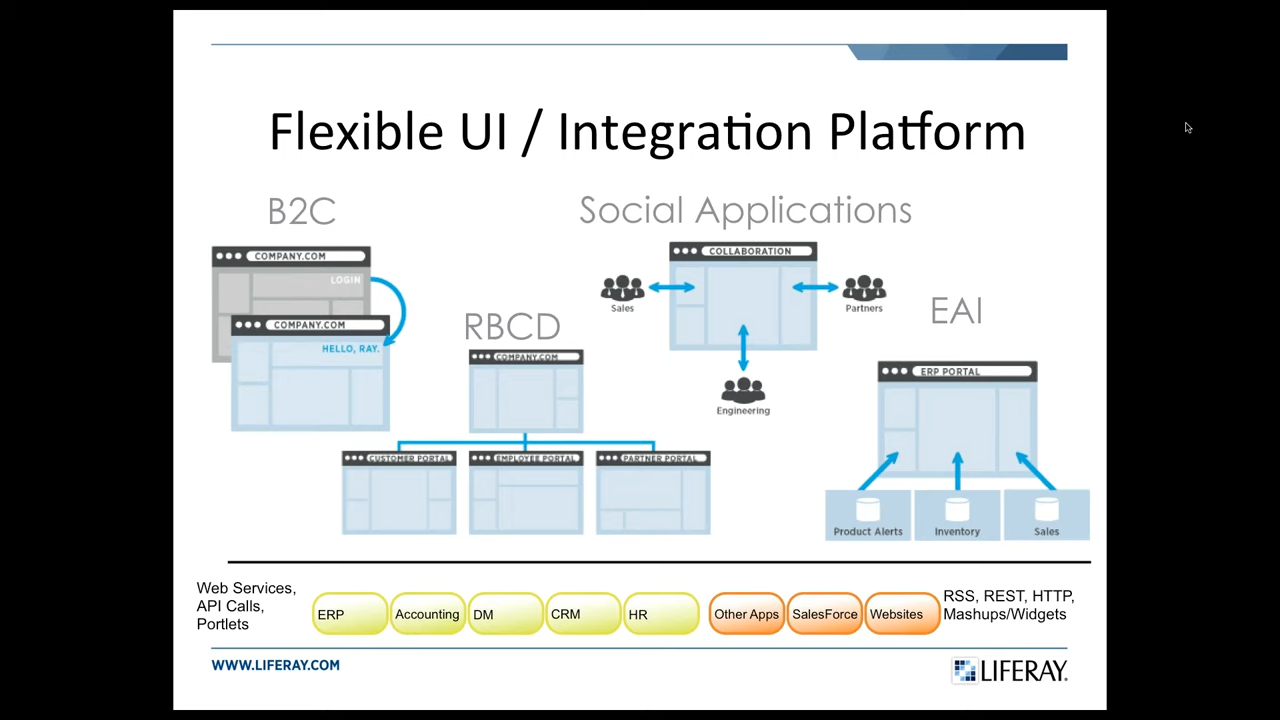 Flexible UI / Integration Platform
B2C
COMPANY.COM
LOGIN
COMPANY.COM
HELLO, RAY.
RBCD
COMPANY.COM
CUSTOMER PORTAL
EMPLOYEE PORTAL
PARTNER PORTAL
Social Applications
COLLABORATION
Sales
Partners
Engineering
EAI
ERP PORTAL
Product Alerts
Inventory
Sales
Web Services,
API Calls,
Portlets
ERP
Accounting
DM
CRM
HR
Other Apps
SalesForce
Websites
RSS, REST, HTTP,
Mashups/Widgets
WWW.LIFERAY.COM
LIFERAY.